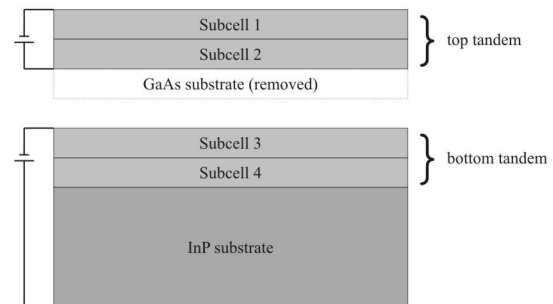 Subcell 1
Subcell 2
top tandem
GaAs substrate (removed)
Subcell 3
Subcell 4
bottom tandem
InP substrate